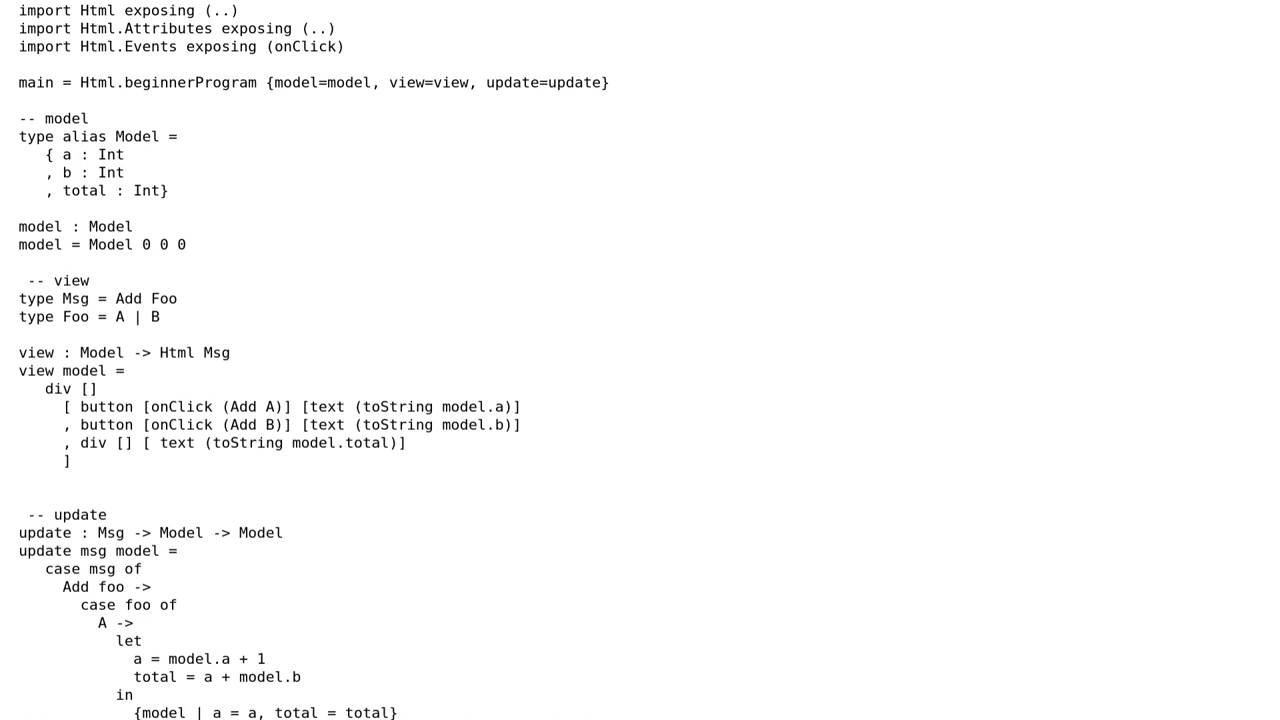 import Html exposing (..)
import Html.Attributes exposing (..)
import Html.Events exposing (onClick)

main = Html.beginnerProgram {model=model, view=view, update=update}

-- model
type alias Model =
   { a : Int
   , b : Int
   , total : Int}

model : Model
model = Model 0 0 0

 -- view
type Msg = Add Foo
type Foo = A | B

view : Model -> Html Msg
view model =
   div []
     [ button [onClick (Add A)] [text (toString model.a)]
     , button [onClick (Add B)] [text (toString model.b)]
     , div [] [ text (toString model.total)]
     ]


 -- update
update : Msg -> Model -> Model
update msg model =
   case msg of
     Add foo ->
       case foo of
         A ->
           let
             a = model.a + 1
             total = a + model.b
           in
             {model | a = a, total = total}